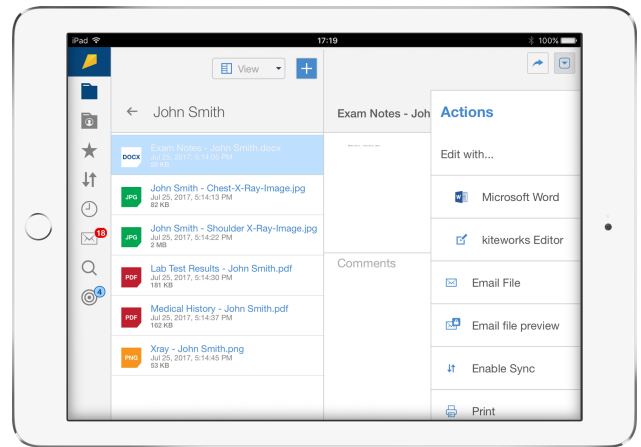 iPad 17:19 100%
View
John Smith
Exam Notes - Joh
Actions
Exam Notes - John Smith.docx
Jul 25, 2017, 5:14:06 PM
DOCX
John Smith - Chest-X-Ray-Image.jpg
Jul 25, 2017, 5:14:13 PM
82 KB
JPG
John Smith - Shoulder X-Ray-Image.jpg
Jul 25, 2017, 5:14:22 PM
2 MB
JPG
Lab Test Results - John Smith.pdf
Jul 25, 2017, 5:14:30 PM
181 KB
PDF
Medical History - John Smith.pdf
Jul 25, 2017, 5:14:37 PM
162 KB
PDF
Xray - John Smith.png
Jul 25, 2017, 5:14:45 PM
53 KB
PNG
18
4
Comments
Edit with...
Microsoft Word
kiteworks Editor
Email File
Email file preview
Enable Sync
Print